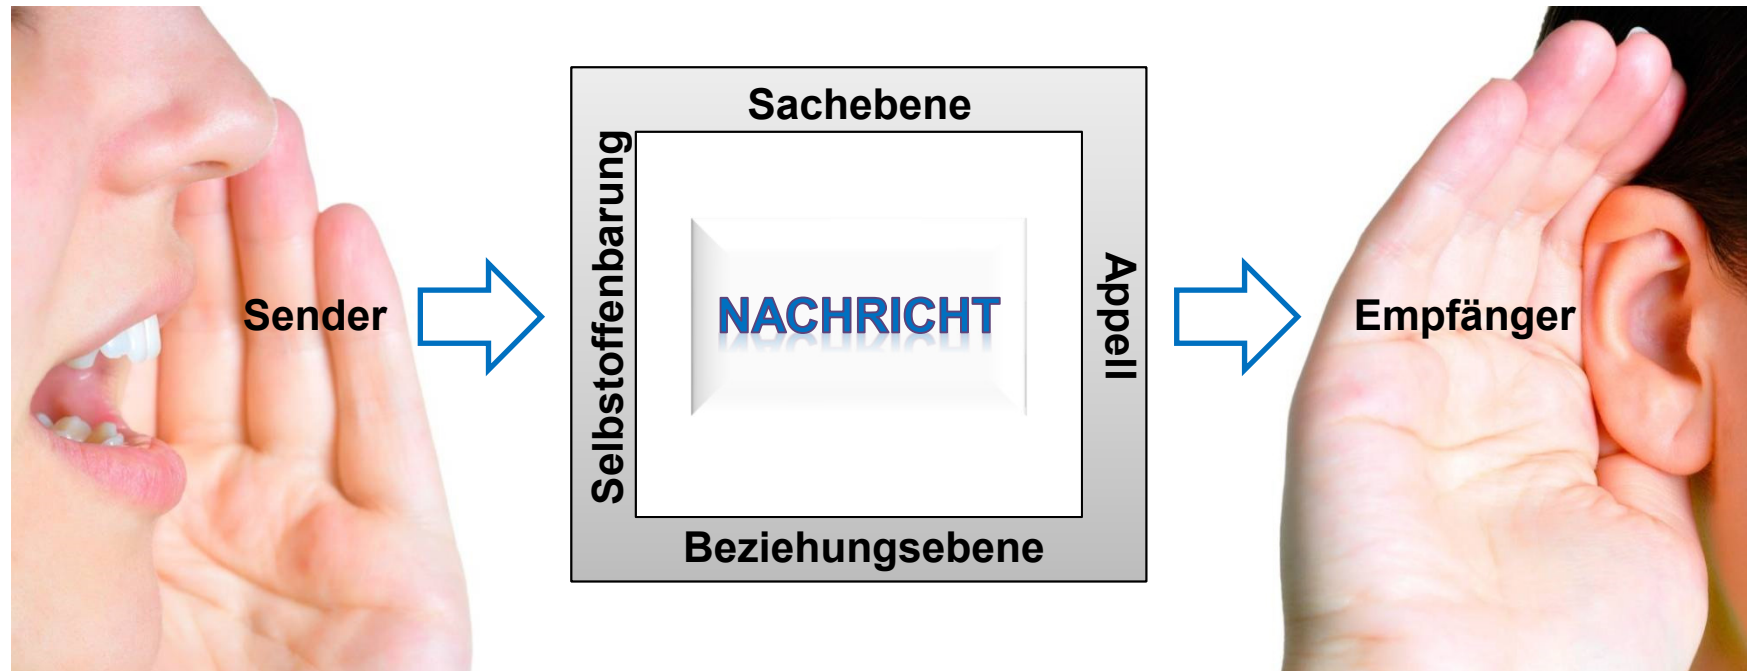 Sachebene
Selbstoffenbarung
Sender
NACHRICHT
Appell
Empfänger
Beziehungsebene